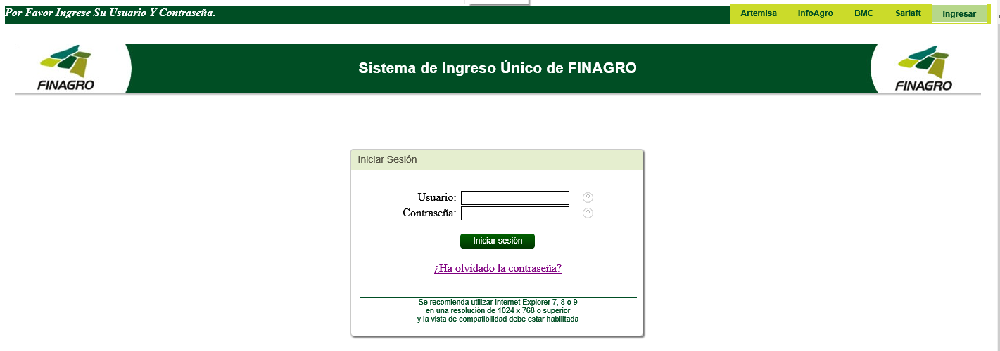 Por Favor Ingrese Su Usuario Y Contraseña.
Artemisa InfoAgro BMC Sarlaft Ingresar
FINAGRO
Sistema de Ingreso Único de FINAGRO
FINAGRO
Iniciar Sesión
Usuario:
Contraseña:
Iniciar sesión
¿Ha olvidado la contraseña?
Se recomienda utilizar Internet Explorer 7, 8 o 9
en una resolución de 1024 x 768 o superior
y la vista de compatibilidad debe estar habilitada